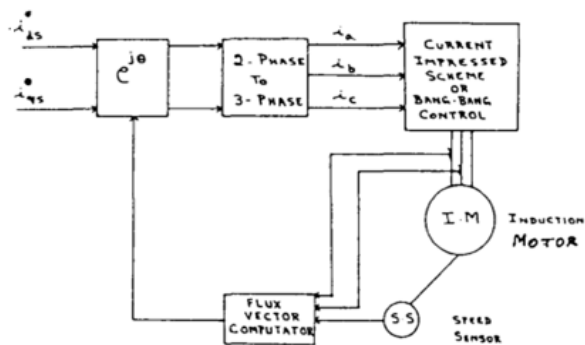 i*ds
i*qs
e^jθ
2-PHASE
TO
3-PHASE
ia
ib
ic
CURRENT
IMPRESSED
SCHEME
OR
BANG-BANG
CONTROL
I.M
INDUCTION
MOTOR
FLUX
VECTOR
COMPUTATOR
S.S
SPEED
SENSOR